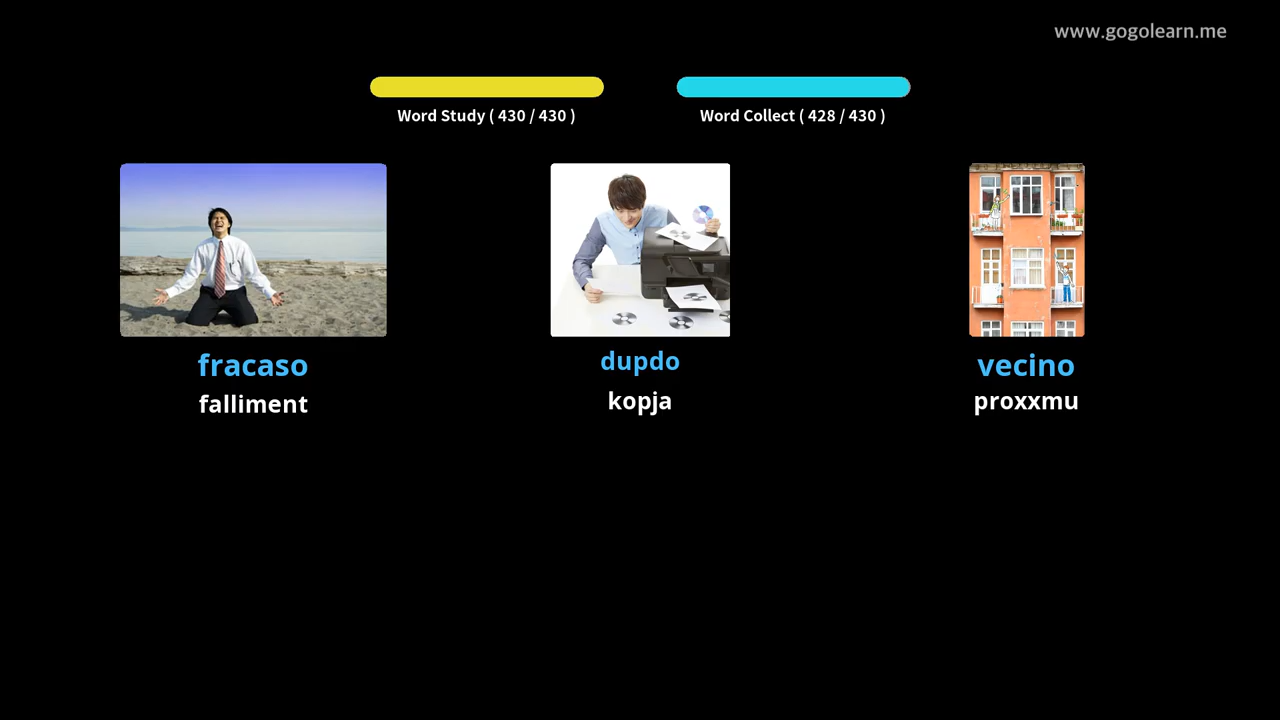 www.gogolearn.me
Word Study ( 430 / 430 )
Word Collect ( 428 / 430 )
fracaso
falliment
dupdo
kopja
vecino
proxxmu